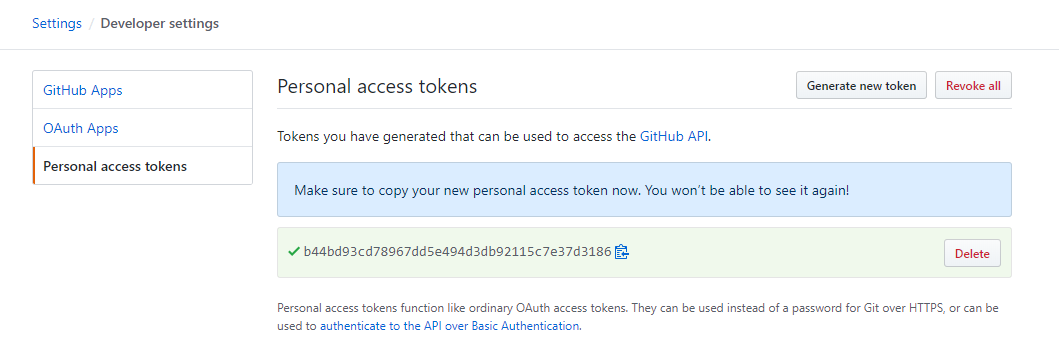 Settings / Developer settings
GitHub Apps
OAuth Apps
Personal access tokens
Personal access tokens
Generate new token
Revoke all
Tokens you have generated that can be used to access the GitHub API.
Make sure to copy your new personal access token now. You won't be able to see it again!
b44bd93cd78967dd5e494d3db92115c7e37d3186
Delete
Personal access tokens function like ordinary OAuth access tokens. They can be used instead of a password for Git over HTTPS, or can be
used to authenticate to the API over Basic Authentication.